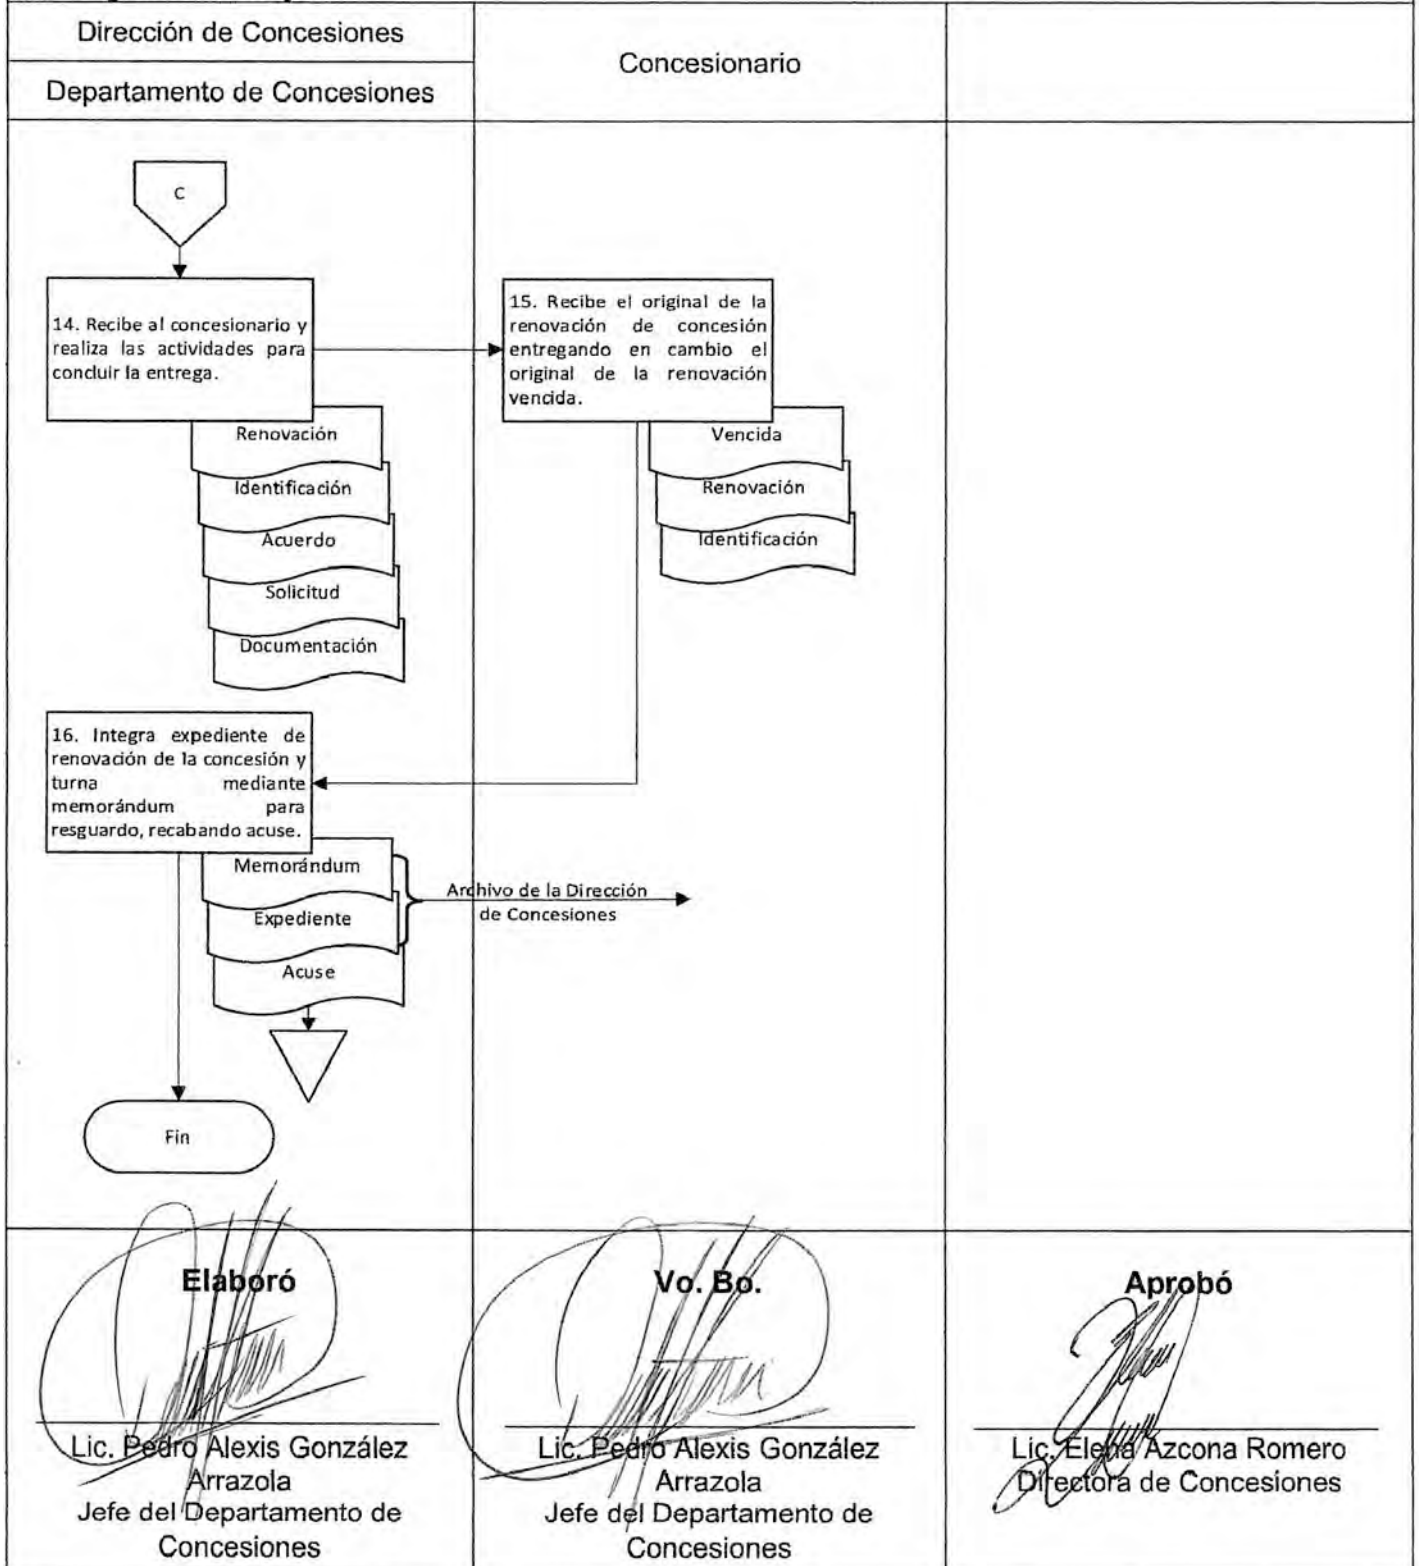 Dirección de Concesiones
Departamento de Concesiones
Concesionario
C
14. Recibe al concesionario y
realiza las actividades para
concluir la entrega.
Renovación
Identificación
Acuerdo
Solicitud
Documentación
15. Recibe el original de la
renovación de concesión
entregando en cambio el
original de la renovación
vencida.
Vencida
Renovación
Identificación
16. Integra expediente de
renovación de la concesión y
turna mediante
memorándum para
resguardo, recabando acuse.
Memorándum
Expediente
Acuse
Archivo de la Dirección
de Concesiones
Fin
Elaboró
Lic. Pedro Alexis González
Arrazola
Jefe del Departamento de
Concesiones
Vo. Bo.
Lic. Pedro Alexis González
Arrazola
Jefe del Departamento de
Concesiones
Aprobó
Lic. Elena Azcona Romero
Directora de Concesiones